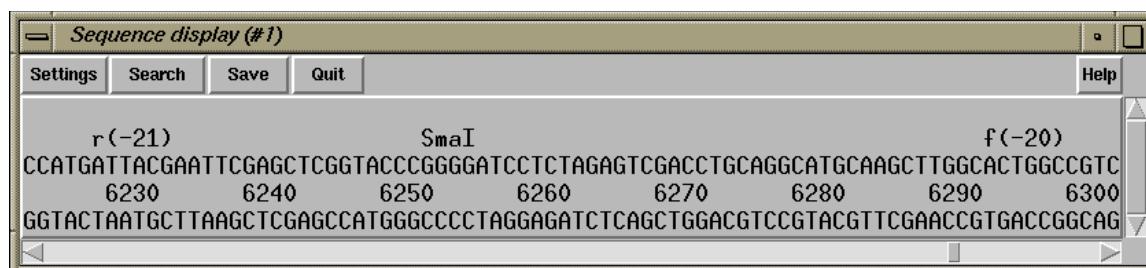 Sequence display (#1)
Settings Search Save Quit Help
r(-21) SmaI f(-20)
CCATGATTACGAATTCGAGCTCGGTACCCGGGGATCCTCTAGAGTCGACCTGCAGGCATGCAAGCTTGGCACTGGCCGTC
6230 6240 6250 6260 6270 6280 6290 6300
GGTACTAATGCTTAAGCTCGAGCCATGGGCCCCTAGGAGATCTCAGCTGGACGTCCGTACGTTCGAACCGTGACCGGCAG